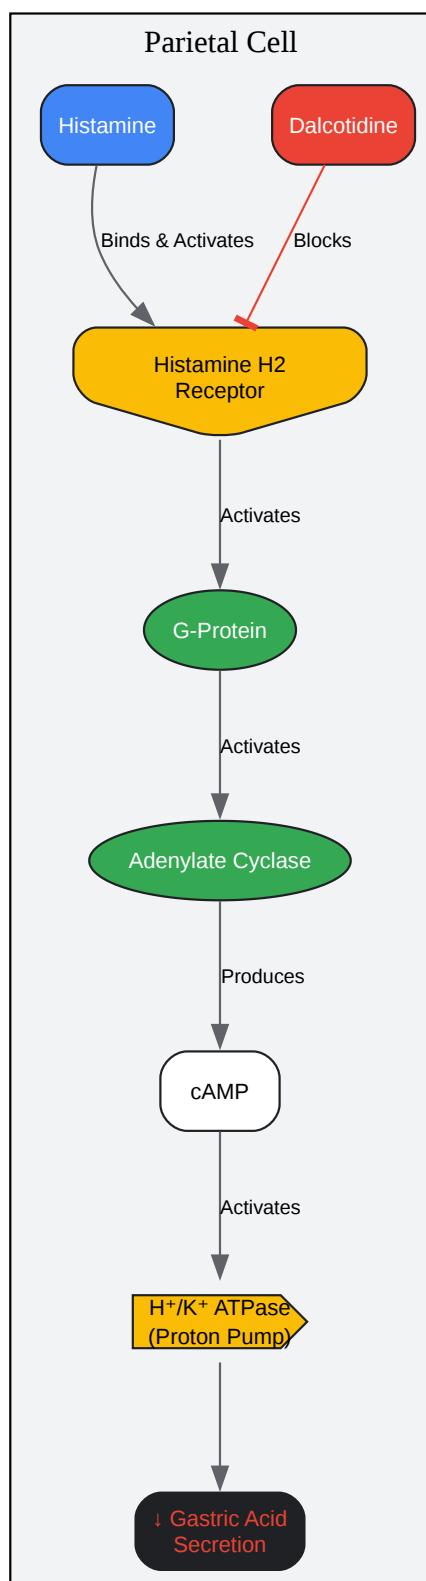 Parietal Cell
Histamine
Dalcotidine
Binds & Activates
Blocks
Histamine H2
Receptor
Activates
G-Protein
Activates
Adenylate Cyclase
Produces
cAMP
Activates
H⁺/K⁺ ATPase
(Proton Pump)
↓ Gastric Acid
Secretion